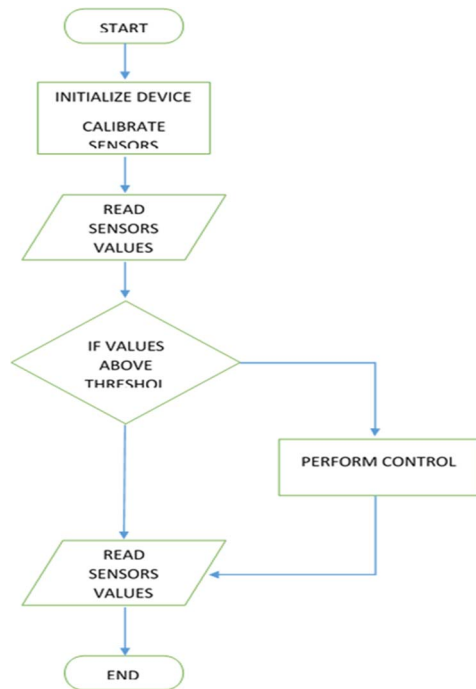 START
INITIALIZE DEVICE
CALIBRATE
SENSORS
READ
SENSORS
VALUES
IF VALUES
ABOVE
THRESHOL
PERFORM CONTROL
READ
SENSORS
VALUES
END